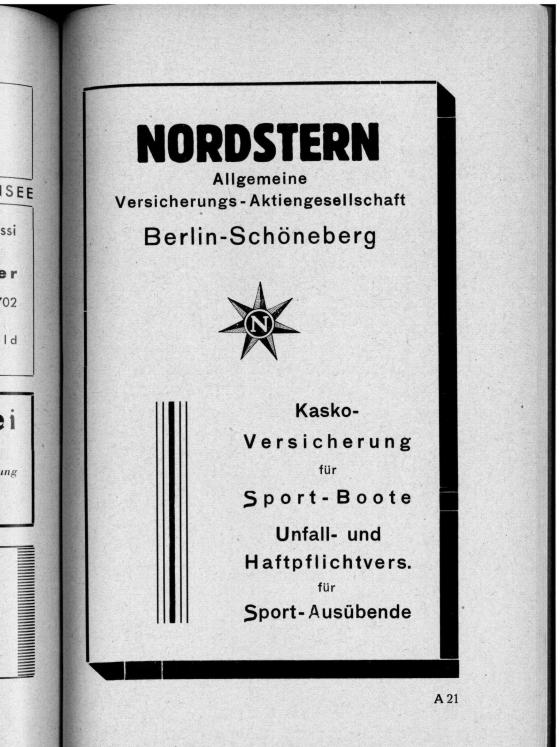 NORDSTERN
Allgemeine
Versicherungs-Aktiengesellschaft
Berlin-Schöneberg
N
Kasko-
Versicherung
für
Sport-Boote
Unfall- und
Haftpflichtvers.
für
Sport-Ausübende
A 21